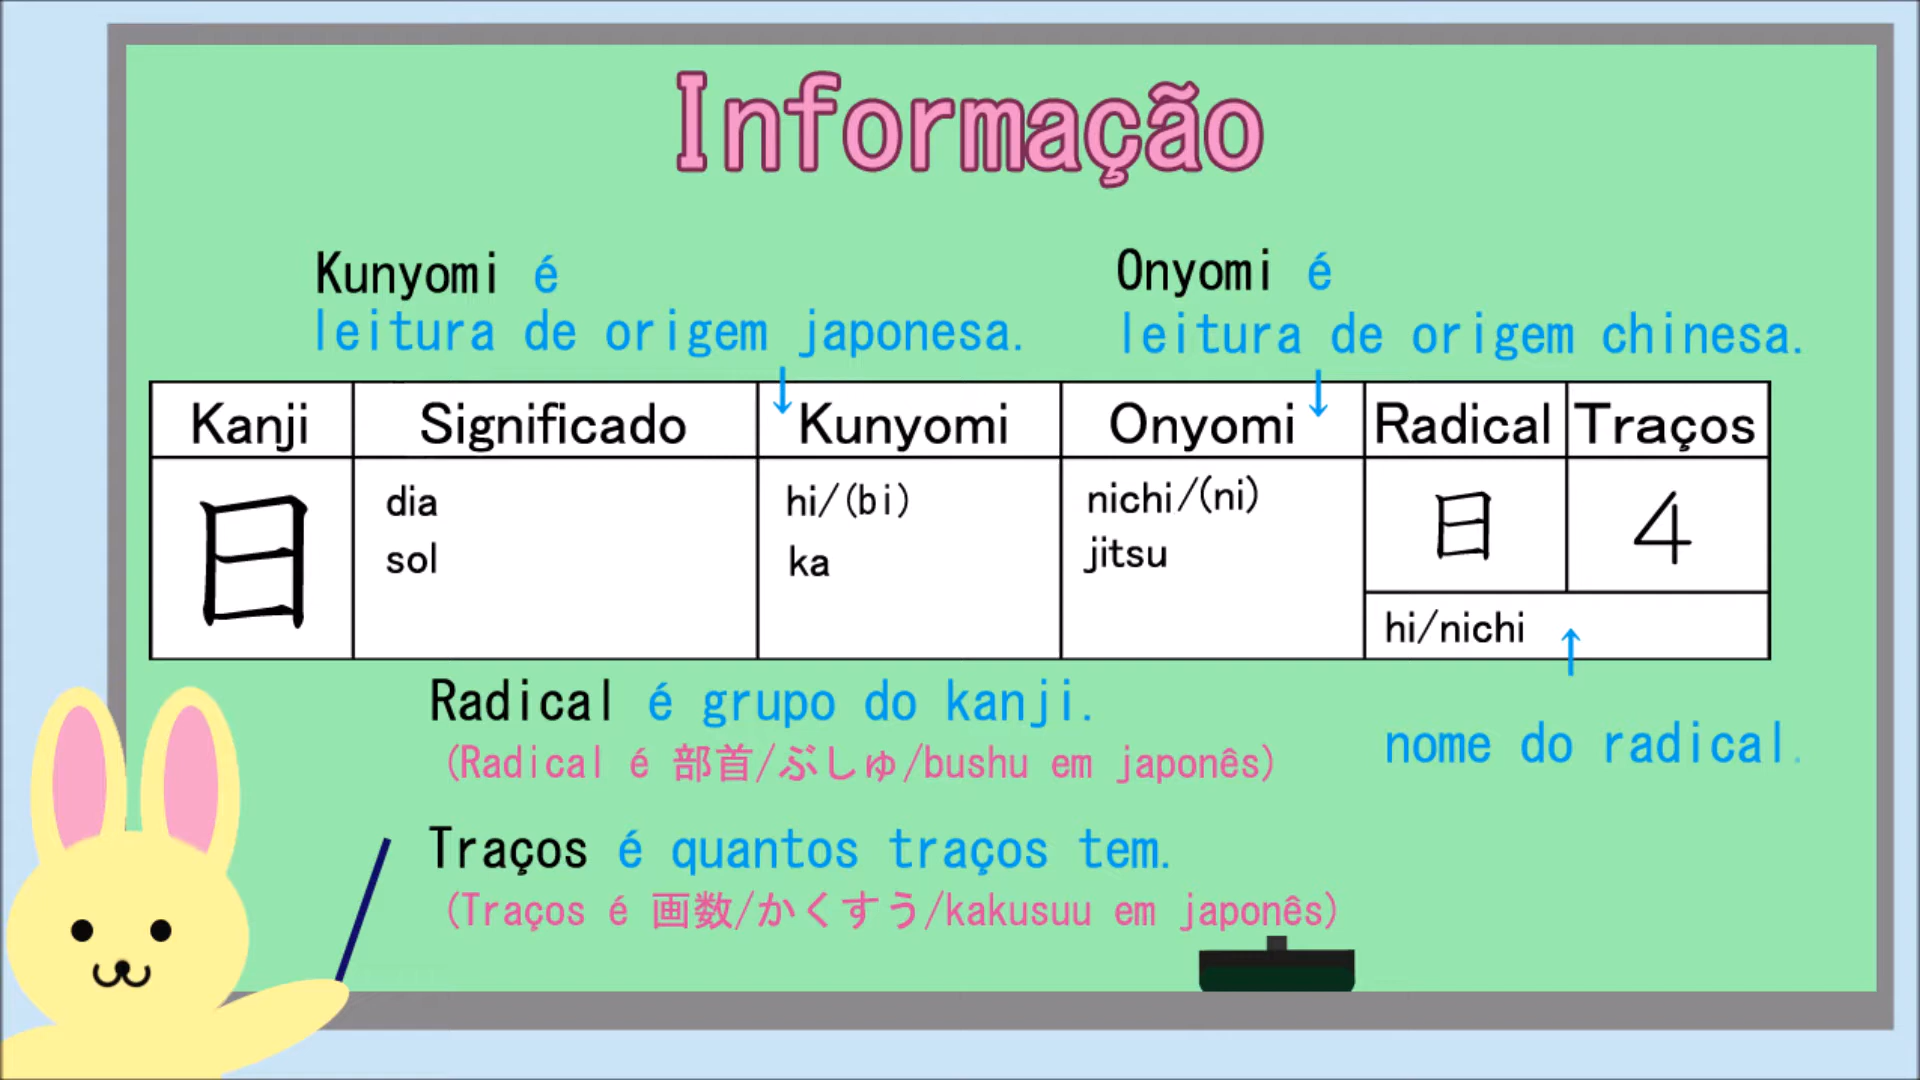 Informação
Kunyomi é
leitura de origem japonesa.
Onyomi é
leitura de origem chinesa.
↓
↓
Kanji Significado Kunyomi Onyomi Radical Traços
日
dia
sol
hi/(bi)
ka
nichi/(ni)
jitsu
日
4
hi/nichi
↑
nome do radical.
Radical é grupo do kanji.
(Radical é 部首/ぶしゅ/bushu em japonês)
Traços é quantos traços tem.
(Traços é 画数/かくすう/kakusuu em japonês)